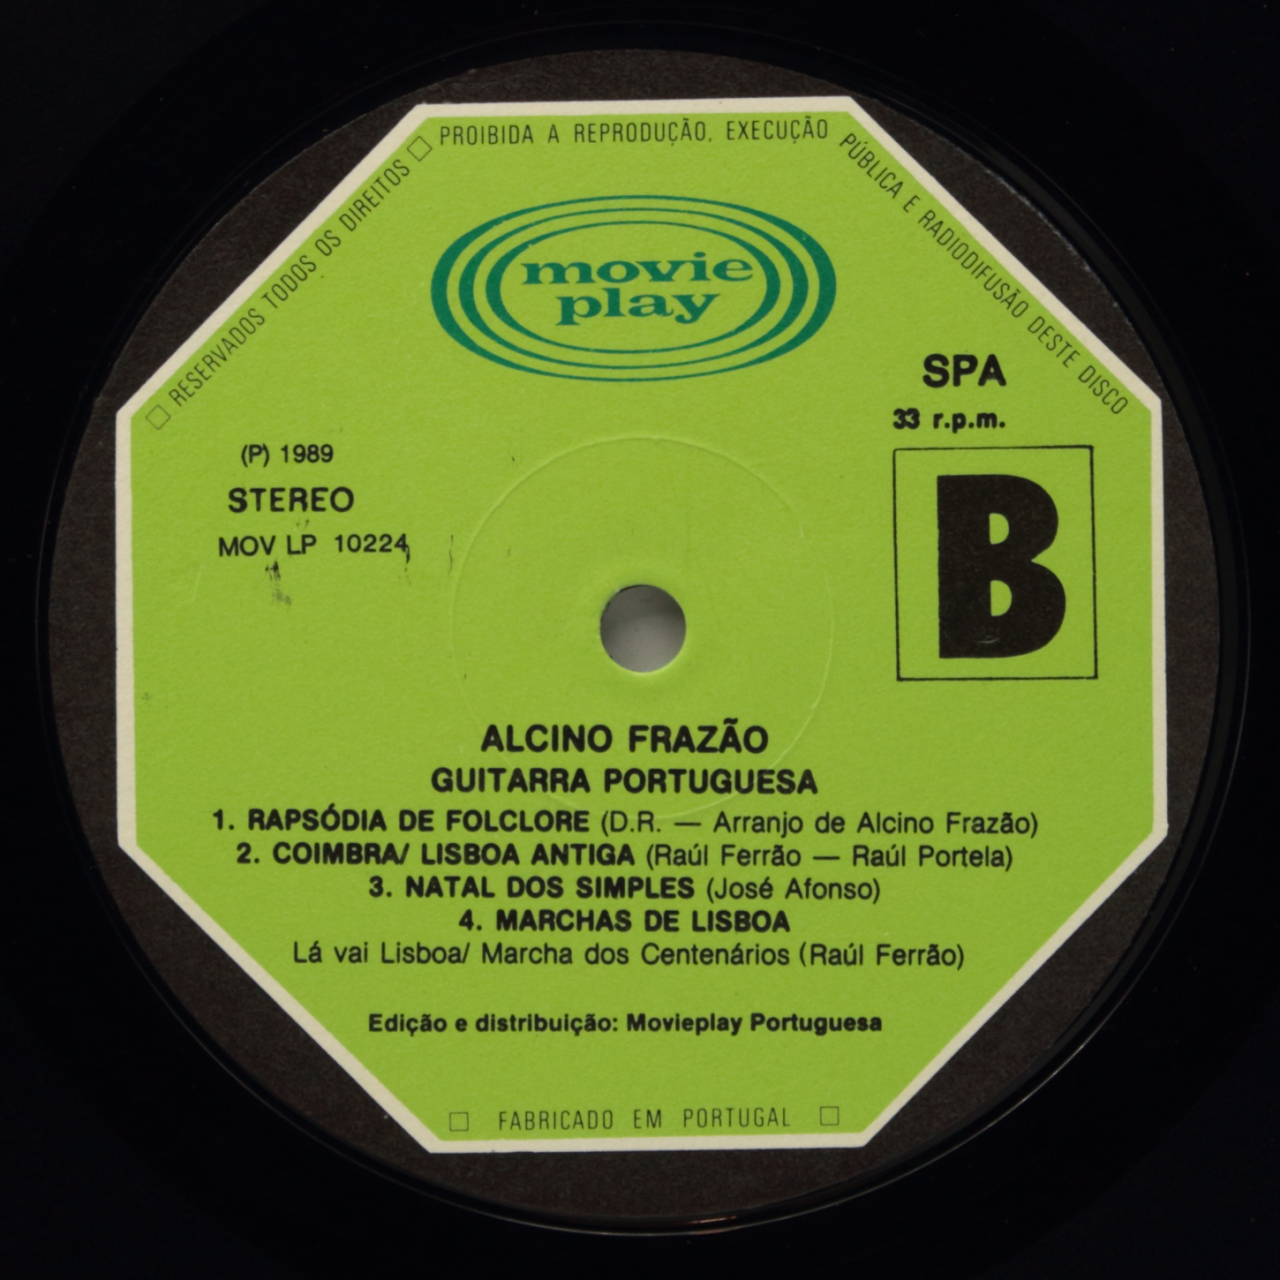 □ RESERVADOS TODOS OS DIREITOS □ PROIBIDA A REPRODUÇÃO, EXECUÇÃO PÚBLICA E RADIODIFUSÃO DESTE DISCO
movie
play
SPA
33 r.p.m.
B
(P) 1989
STEREO
MOV LP 10224
ALCINO FRAZÃO
GUITARRA PORTUGUESA
1. RAPSÓDIA DE FOLCLORE (D.R. — Arranjo de Alcino Frazão)
2. COIMBRA/ LISBOA ANTIGA (Raúl Ferrão — Raúl Portela)
3. NATAL DOS SIMPLES (José Afonso)
4. MARCHAS DE LISBOA
Lá vai Lisboa/ Marcha dos Centenários (Raúl Ferrão)
Edição e distribuição: Movieplay Portuguesa
□ FABRICADO EM PORTUGAL □